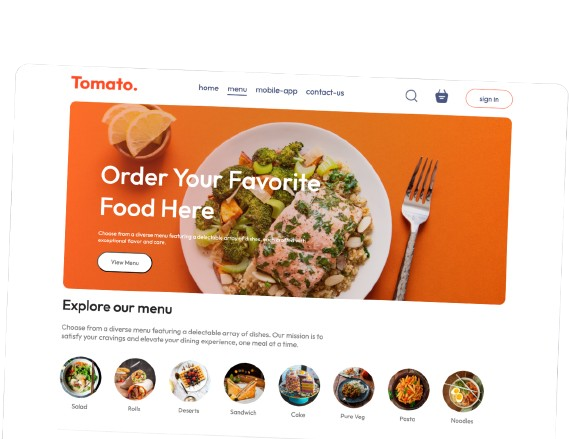 Tomato.
home menu mobile-app contact-us
sign in
Order Your Favorite
Food Here
Choose from a diverse menu featuring a delectable array of dishes, each crafted with
exceptional flavor and care.
View Menu
Explore our menu
Choose from a diverse menu featuring a delectable array of dishes. Our mission is to
satisfy your cravings and elevate your dining experience, one meal at a time.
Salad Rolls Deserts Sandwich Cake Pure Veg Pasta Noodles